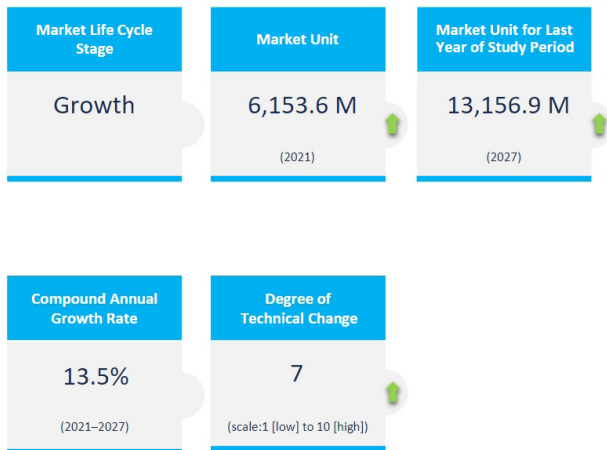 Market Life Cycle
Stage
Growth
Market Unit
6,153.6 M
(2021)
Market Unit for Last
Year of Study Period
13,156.9 M
(2027)
Compound Annual
Growth Rate
13.5%
(2021–2027)
Degree of
Technical Change
7
(scale:1 [low] to 10 [high])